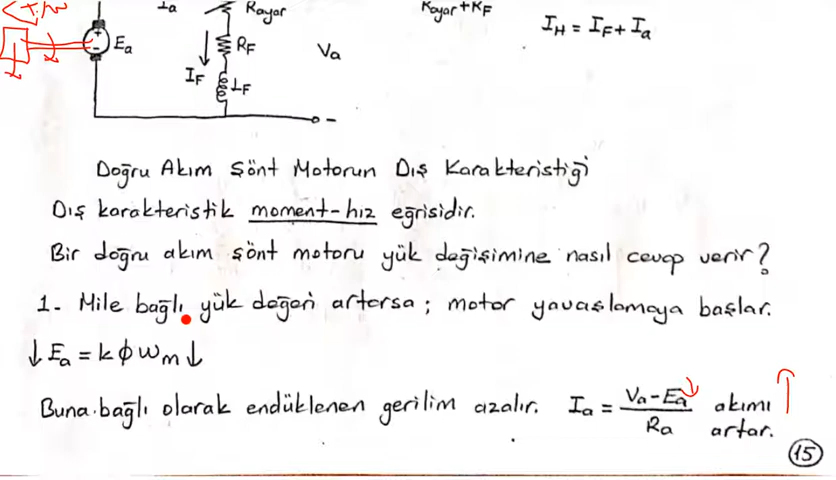 Ia
Rayar
Rayar+RF
IH = IF + Ia
+
-
Ea
RF
Va
IF
LF
-
Doğru Akım Şönt Motorun Dış Karakteristiği
Dış karakteristik moment-hız eğrisidir.
Bir doğru akım şönt motoru yük değişimine nasıl cevap verir?
1- Mile bağlı yük değeri artarsa; motor yavaşlamaya başlar.
↓ Ea = k ϕ wm ↓
Buna bağlı olarak endüklenen gerilim azalır. Ia = (Va - Ea↓) / Ra akımı ↑ artar.
15